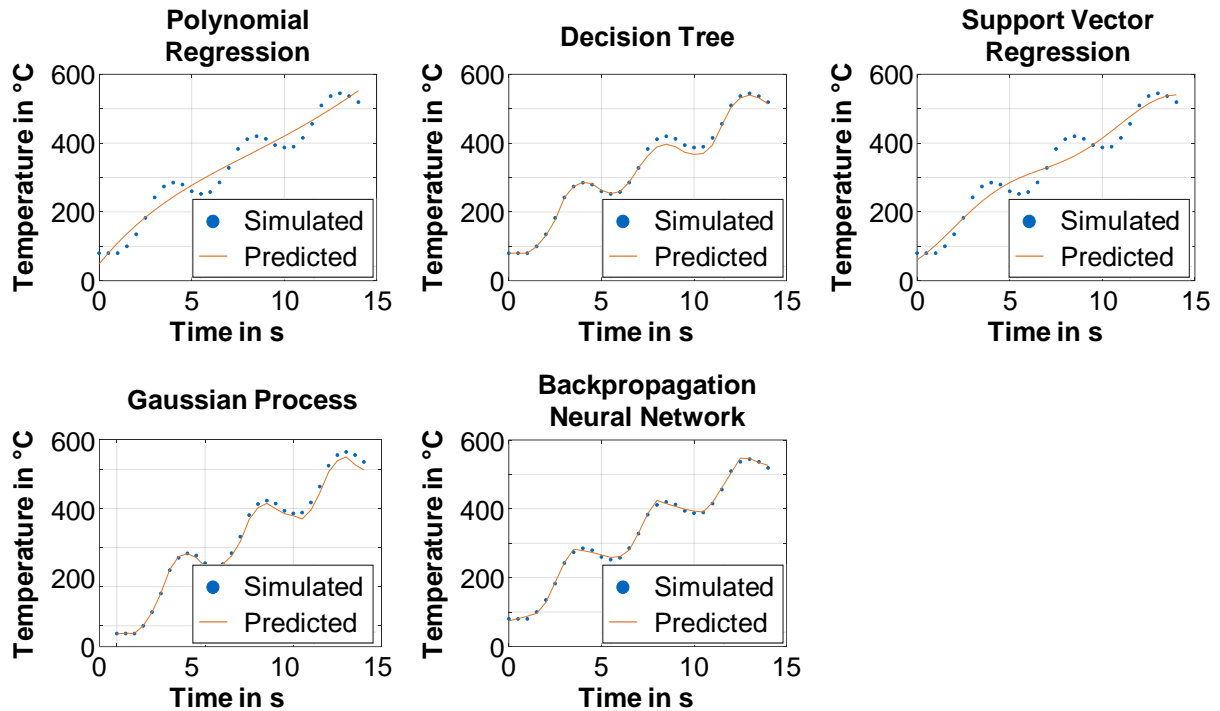 Polynomial
Regression
Temperature in °C
600
400
200
0
Simulated
Predicted
0 5 10 15
Time in s
Decision Tree
Temperature in °C
600
400
200
0
Simulated
Predicted
0 5 10 15
Time in s
Support Vector
Regression
Temperature in °C
600
400
200
0
Simulated
Predicted
0 5 10 15
Time in s
Gaussian Process
Temperature in °C
600
400
200
0
Simulated
Predicted
0 5 10 15
Time in s
Backpropagation
Neural Network
Temperature in °C
600
400
200
0
Simulated
Predicted
0 5 10 15
Time in s